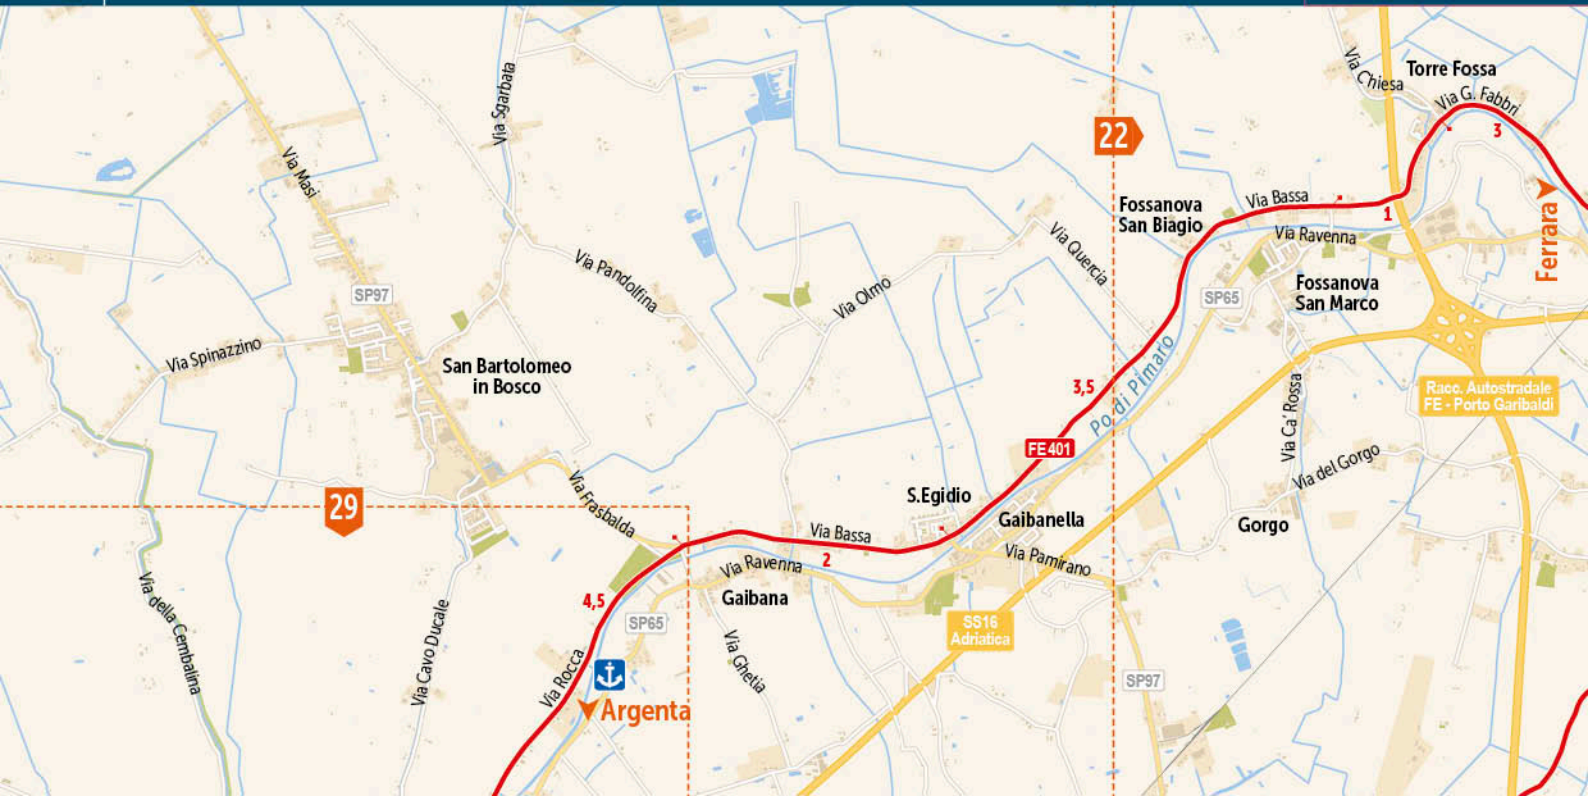 Via Sgarbata
Via Chiesa
Torre Fossa
Via G. Fabbri
3
22
Via Masi
Fossanova
San Biagio
Via Bassa
1
Ferrara
Via Quercia
Via Ravenna
Via Pandolfina
Via Olmo
SP97
SP65
Fossanova
San Marco
Via Spinazzino
San Bartolomeo
in Bosco
3,5
Po di Pimaro
Racc. Autostradale
FE - Porto Garibaldi
Via Ca' Rossa
FE401
Via del Gorgo
29
Via Frasbalda
S.Egidio
Gaibanella
Gorgo
Via Bassa
2
Via Pamirano
Via Ravenna
Gaibana
4,5
SP65
SS16
Adriatica
Via della Cembalina
Via Cavo Ducale
Via Rocca
Via Ghetia
SP97
Argenta